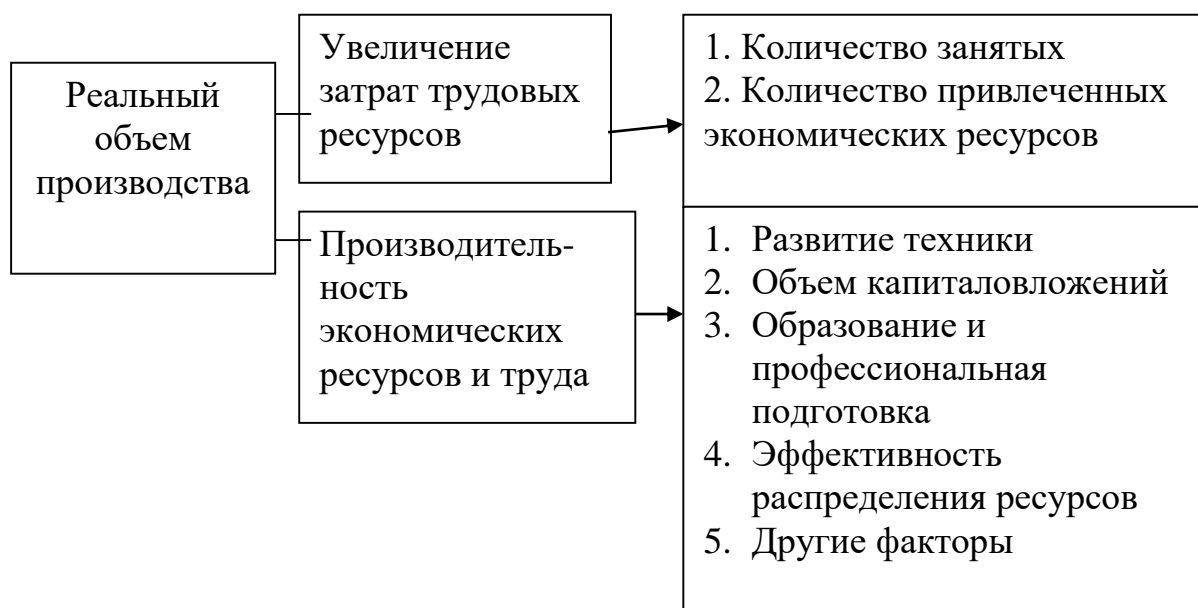 Реальный
объем
производства
Увеличение
затрат трудовых
ресурсов
1. Количество занятых
2. Количество привлеченных
экономических ресурсов
Производитель-
ность
экономических
ресурсов и труда
1. Развитие техники
2. Объем капиталовложений
3. Образование и
профессиональная
подготовка
4. Эффективность
распределения ресурсов
5. Другие факторы